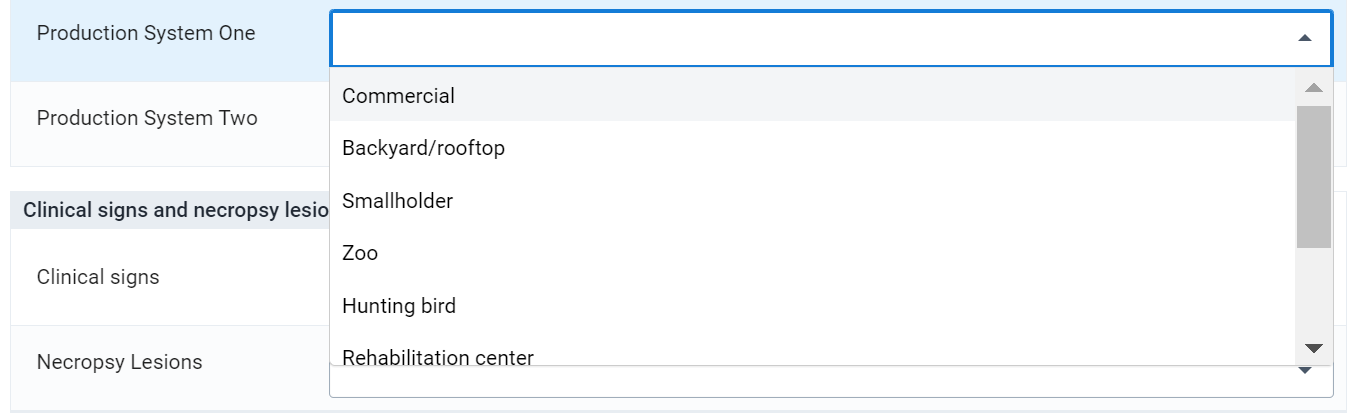 Production System One
Commercial
Backyard/rooftop
Smallholder
Zoo
Hunting bird
Rehabilitation center
Production System Two
Clinical signs and necropsy lesio
Clinical signs
Necropsy Lesions